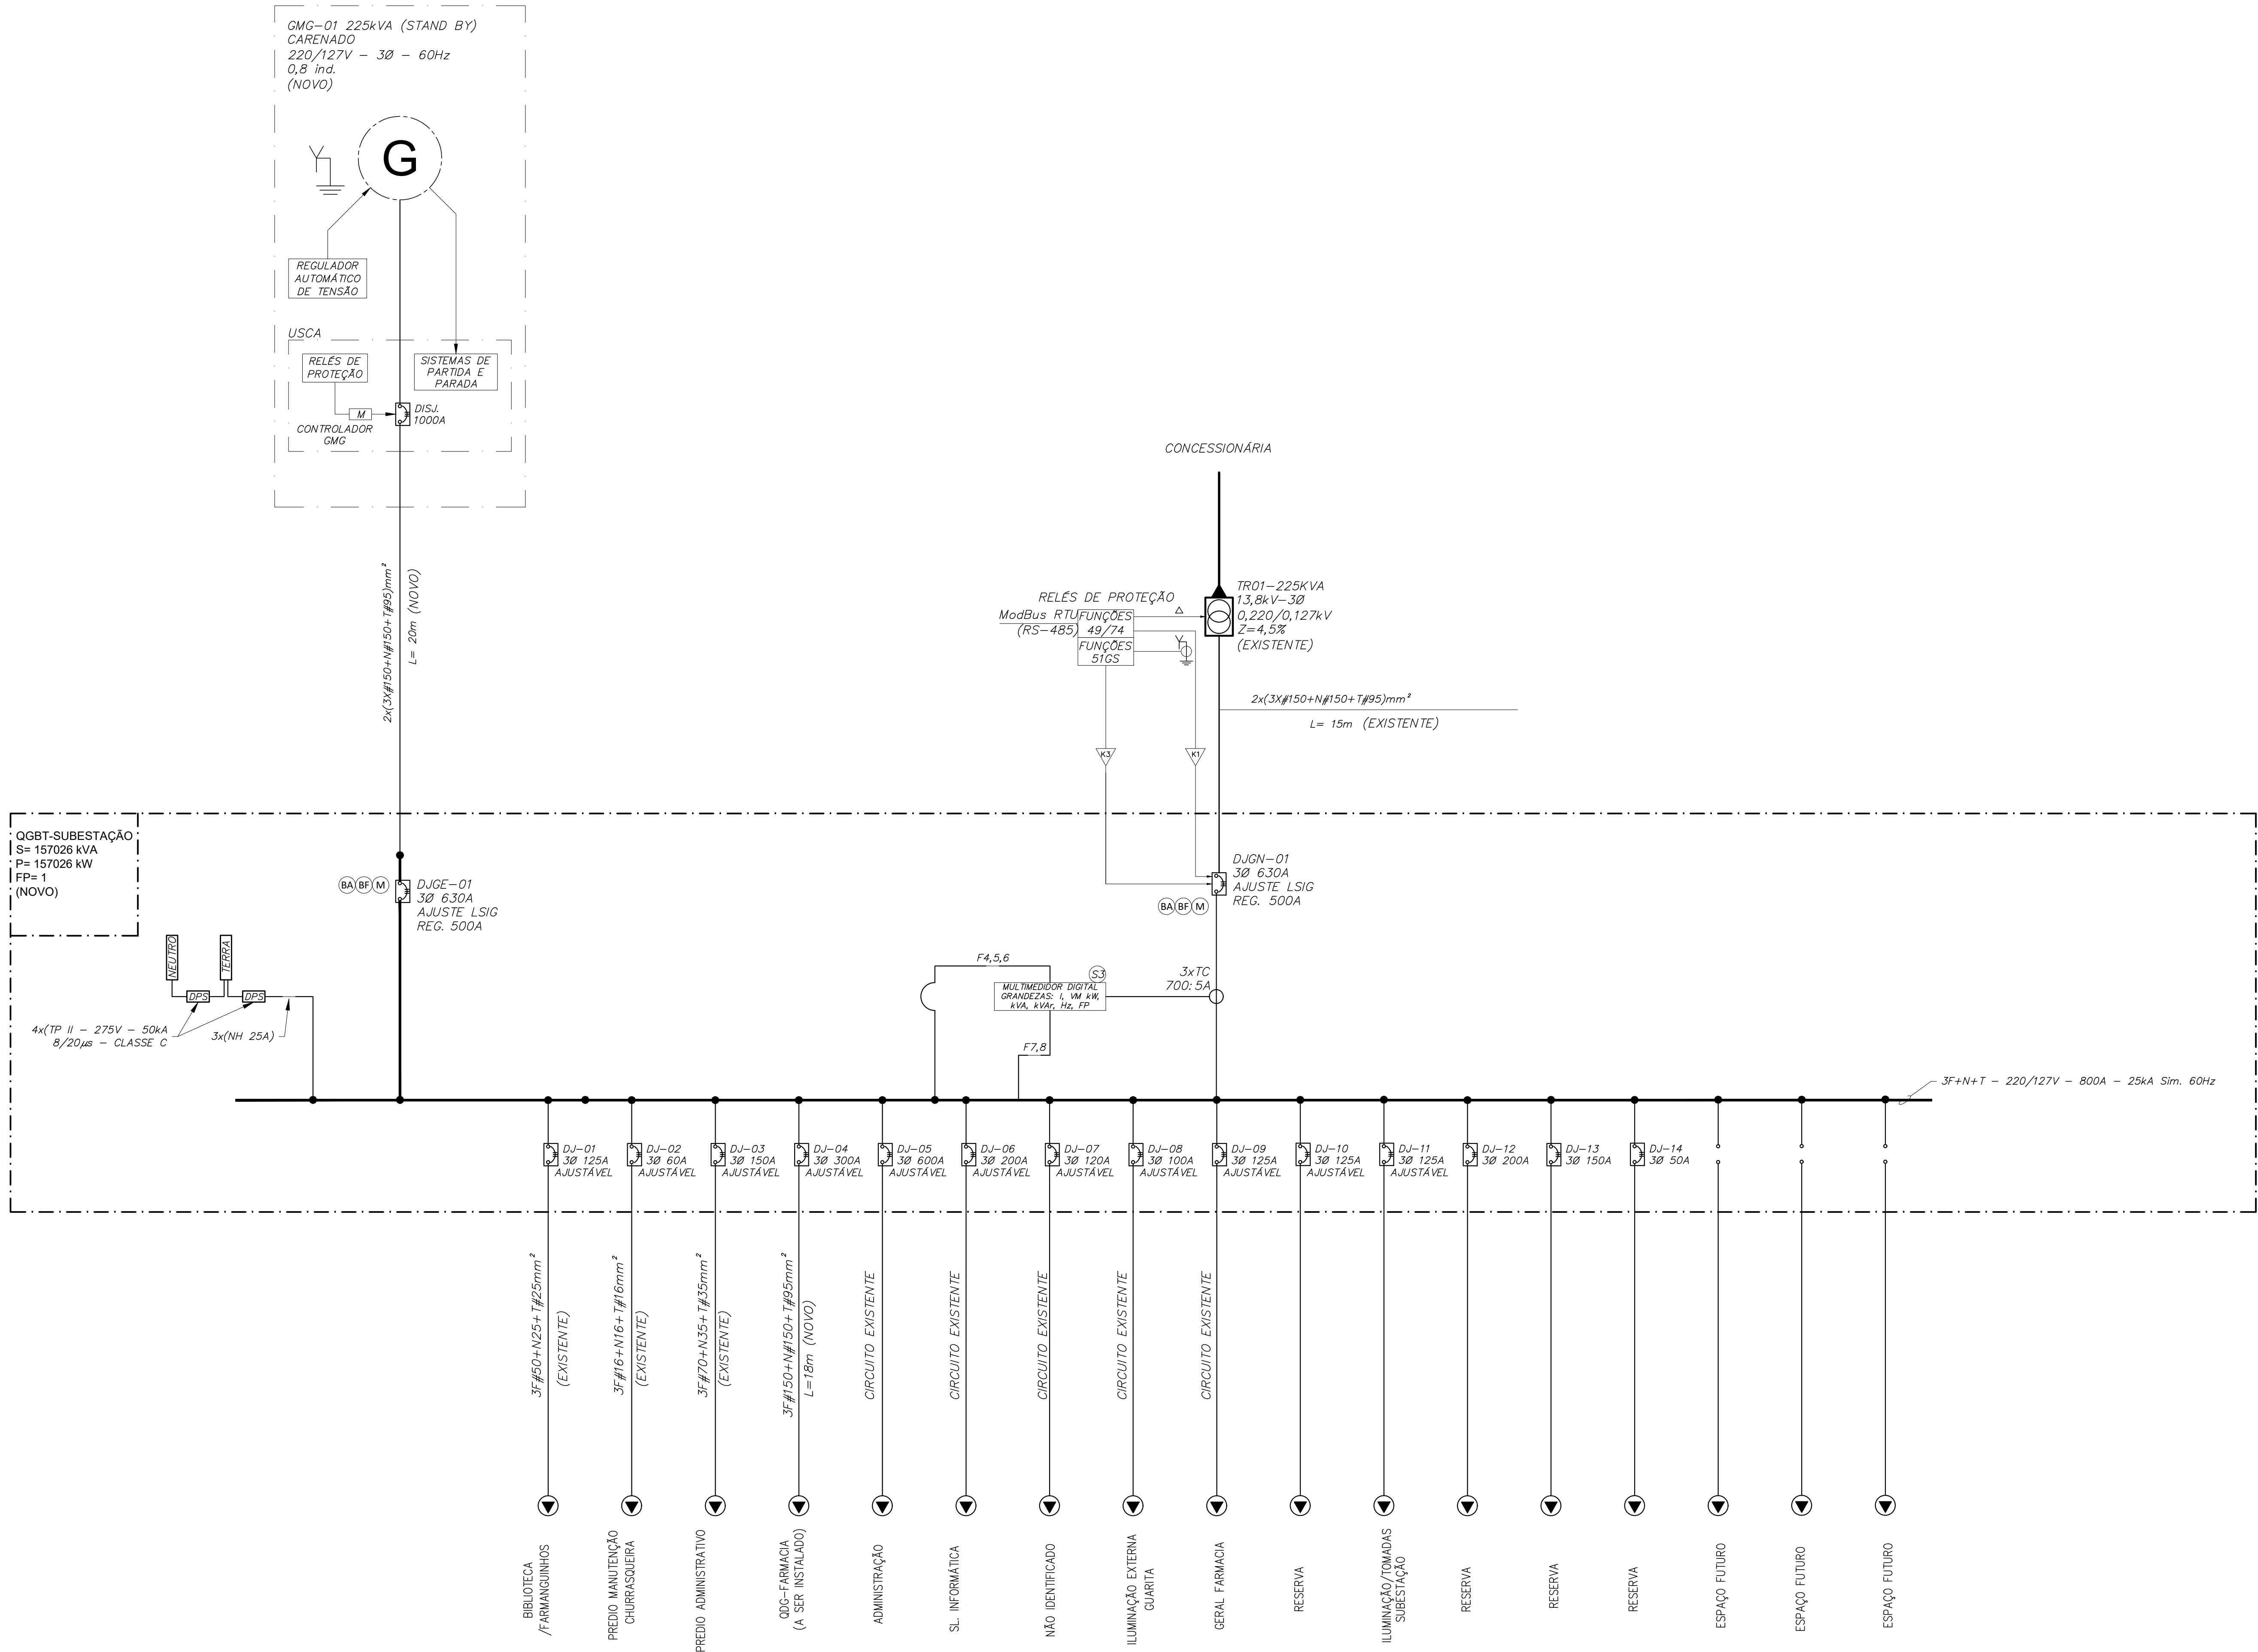 GMG-01 225kVA (STAND BY)
CARENADO
220/127V - 3Ø - 60Hz
0,8 ind.
(NOVO)
G
REGULADOR
AUTOMÁTICO
DE TENSÃO
USCA
RELÉS DE
PROTEÇÃO
SISTEMAS DE
PARTIDA E
PARADA
M
DISJ.
1000A
CONTROLADOR
GMG
2x(3X#150+N#150+T#95)mm²
L= 20m (NOVO)
CONCESSIONÁRIA
TR01-225KVA
13,8kV-3Ø
0,220/0,127kV
Z=4,5%
(EXISTENTE)
RELÉS DE PROTEÇÃO
ModBus RTU
(RS-485)
FUNÇÕES
49/74
FUNÇÕES
51GS
2x(3X#150+N#150+T#95)mm²
L= 15m (EXISTENTE)
K3
K1
QGBT-SUBESTAÇÃO
S= 157026 kVA
P= 157026 kW
FP= 1
(NOVO)
BA BF M
DJGE-01
3Ø 630A
AJUSTE LSIG
REG. 500A
DJGN-01
3Ø 630A
AJUSTE LSIG
REG. 500A
BA BF M
NEUTRO
TERRA
DPS
DPS
4x(TP II - 275V - 50kA
8/20µs - CLASSE C
3x(NH 25A)
F4,5,6
S3
MULTIMEDIDOR DIGITAL
GRANDEZAS: I, VM kW,
kVA, kVAr, Hz, FP
3xTC
700:5A
F7,8
3F+N+T - 220/127V - 800A - 25kA Sim. 60Hz
DJ-01
3Ø 125A
AJUSTÁVEL
DJ-02
3Ø 60A
AJUSTÁVEL
DJ-03
3Ø 150A
AJUSTÁVEL
DJ-04
3Ø 300A
AJUSTÁVEL
DJ-05
3Ø 600A
AJUSTÁVEL
DJ-06
3Ø 200A
AJUSTÁVEL
DJ-07
3Ø 120A
AJUSTÁVEL
DJ-08
3Ø 100A
AJUSTÁVEL
DJ-09
3Ø 125A
AJUSTÁVEL
DJ-10
3Ø 125A
AJUSTÁVEL
DJ-11
3Ø 125A
AJUSTÁVEL
DJ-12
3Ø 200A
DJ-13
3Ø 150A
DJ-14
3Ø 50A
3F#50+N25+T#25mm²
(EXISTENTE)
3F#16+N16+T#16mm²
(EXISTENTE)
3F#70+N35+T#35mm²
(EXISTENTE)
3F#150+N#150+T#95mm²
L=18m (NOVO)
CIRCUITO EXISTENTE
CIRCUITO EXISTENTE
CIRCUITO EXISTENTE
CIRCUITO EXISTENTE
CIRCUITO EXISTENTE
BIBLIOTECA
/FARMANGUINHOS
PREDIO MANUTENÇÃO
CHURRASQUEIRA
PREDIO ADMINISTRATIVO
QDG-FARMACIA
(A SER INSTALADO)
ADMINISTRAÇÃO
SL. INFORMÁTICA
NÃO IDENTIFICADO
ILUMINAÇÃO EXTERNA
GUARITA
GERAL FARMACIA
RESERVA
ILUMINAÇÃO/TOMADAS
SUBESTAÇÃO
RESERVA
RESERVA
RESERVA
ESPAÇO FUTURO
ESPAÇO FUTURO
ESPAÇO FUTURO